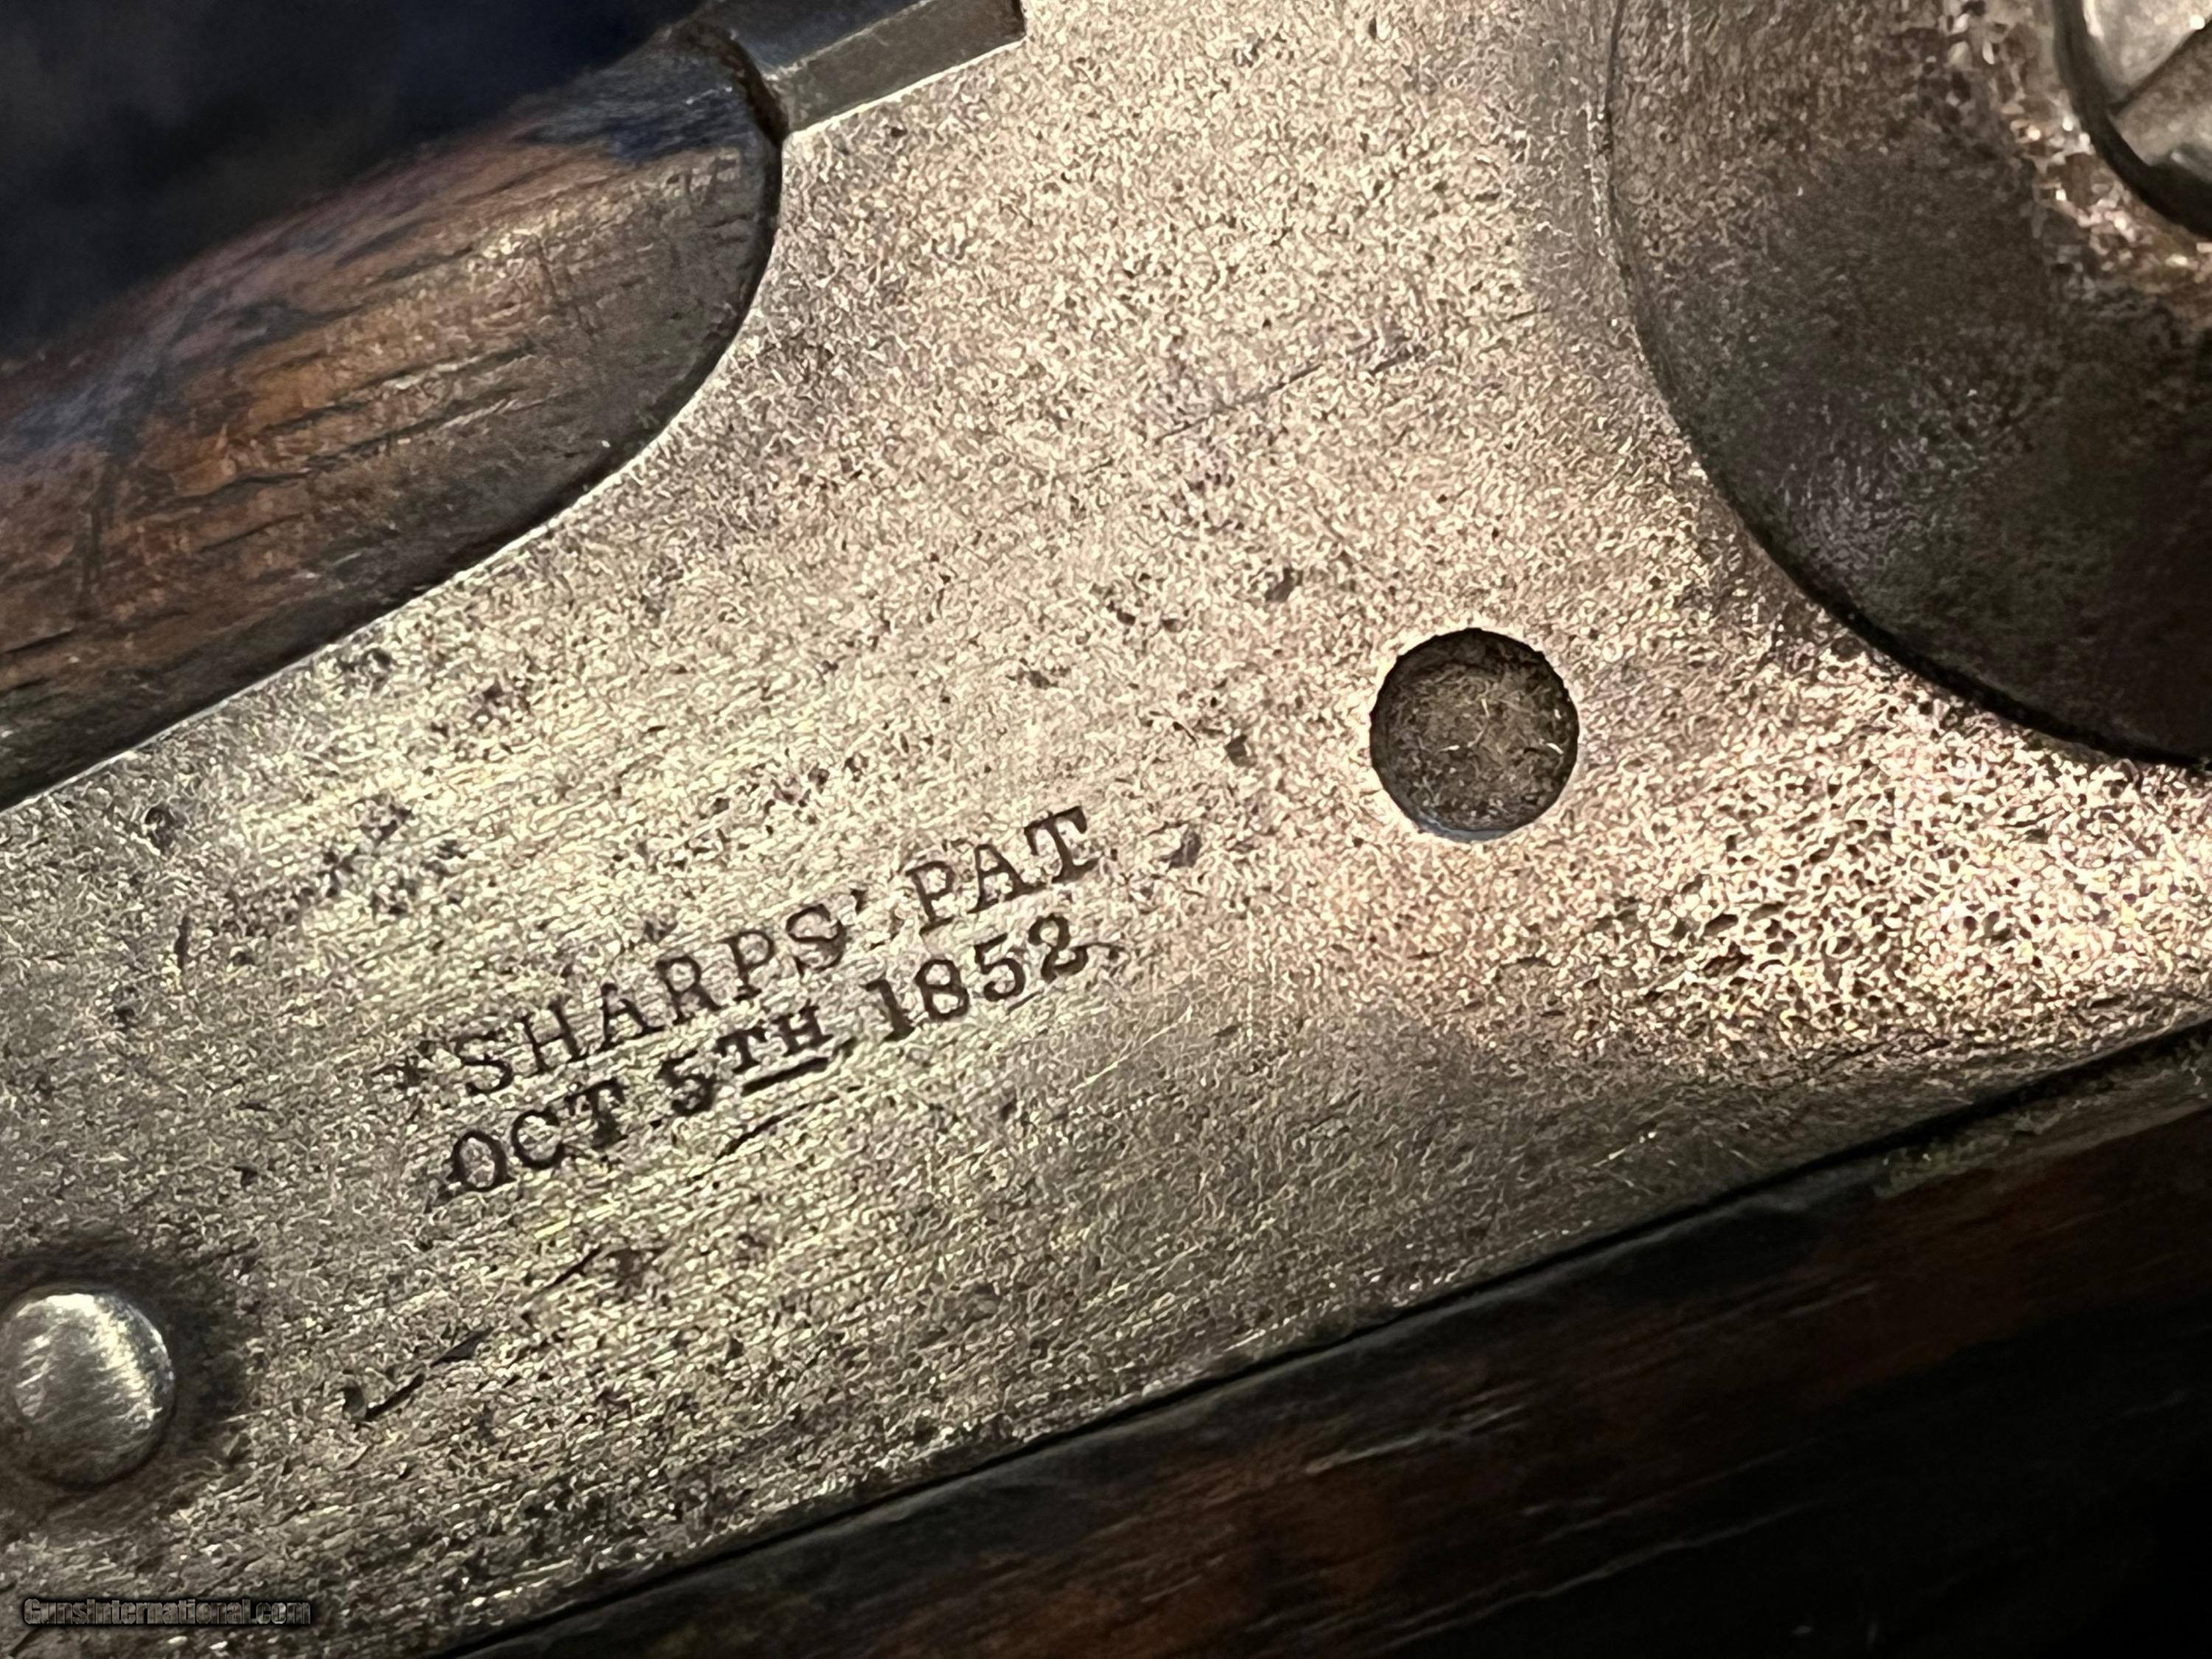 SHARPS' PAT
OCT 5TH 1852.
GunsInternational.com